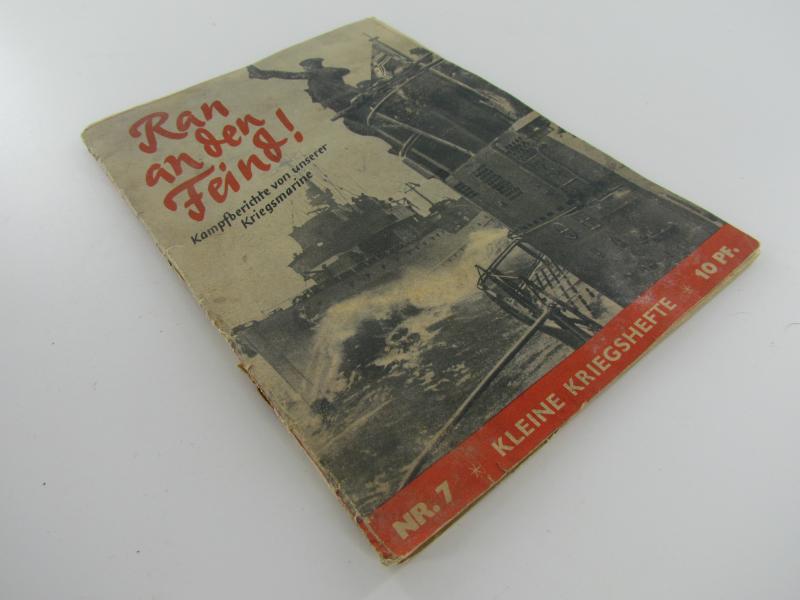 Ran
an den
Feind!
Kampfberichte von unserer
Kriegsmarine
NR. 7 * KLEINE KRIEGSHEFTE * 10 PF.